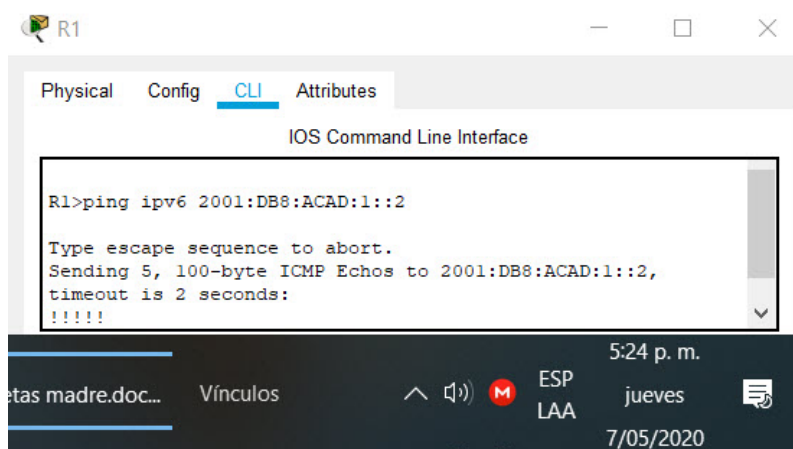 R1
Physical Config CLI Attributes
IOS Command Line Interface
R1>ping ipv6 2001:DB8:ACAD:1::2
Type escape sequence to abort.
Sending 5, 100-byte ICMP Echos to 2001:DB8:ACAD:1::2,
timeout is 2 seconds:
!!!!!
etas madre.doc... Vínculos M ESP LAA
5:24 p. m.
jueves
7/05/2020